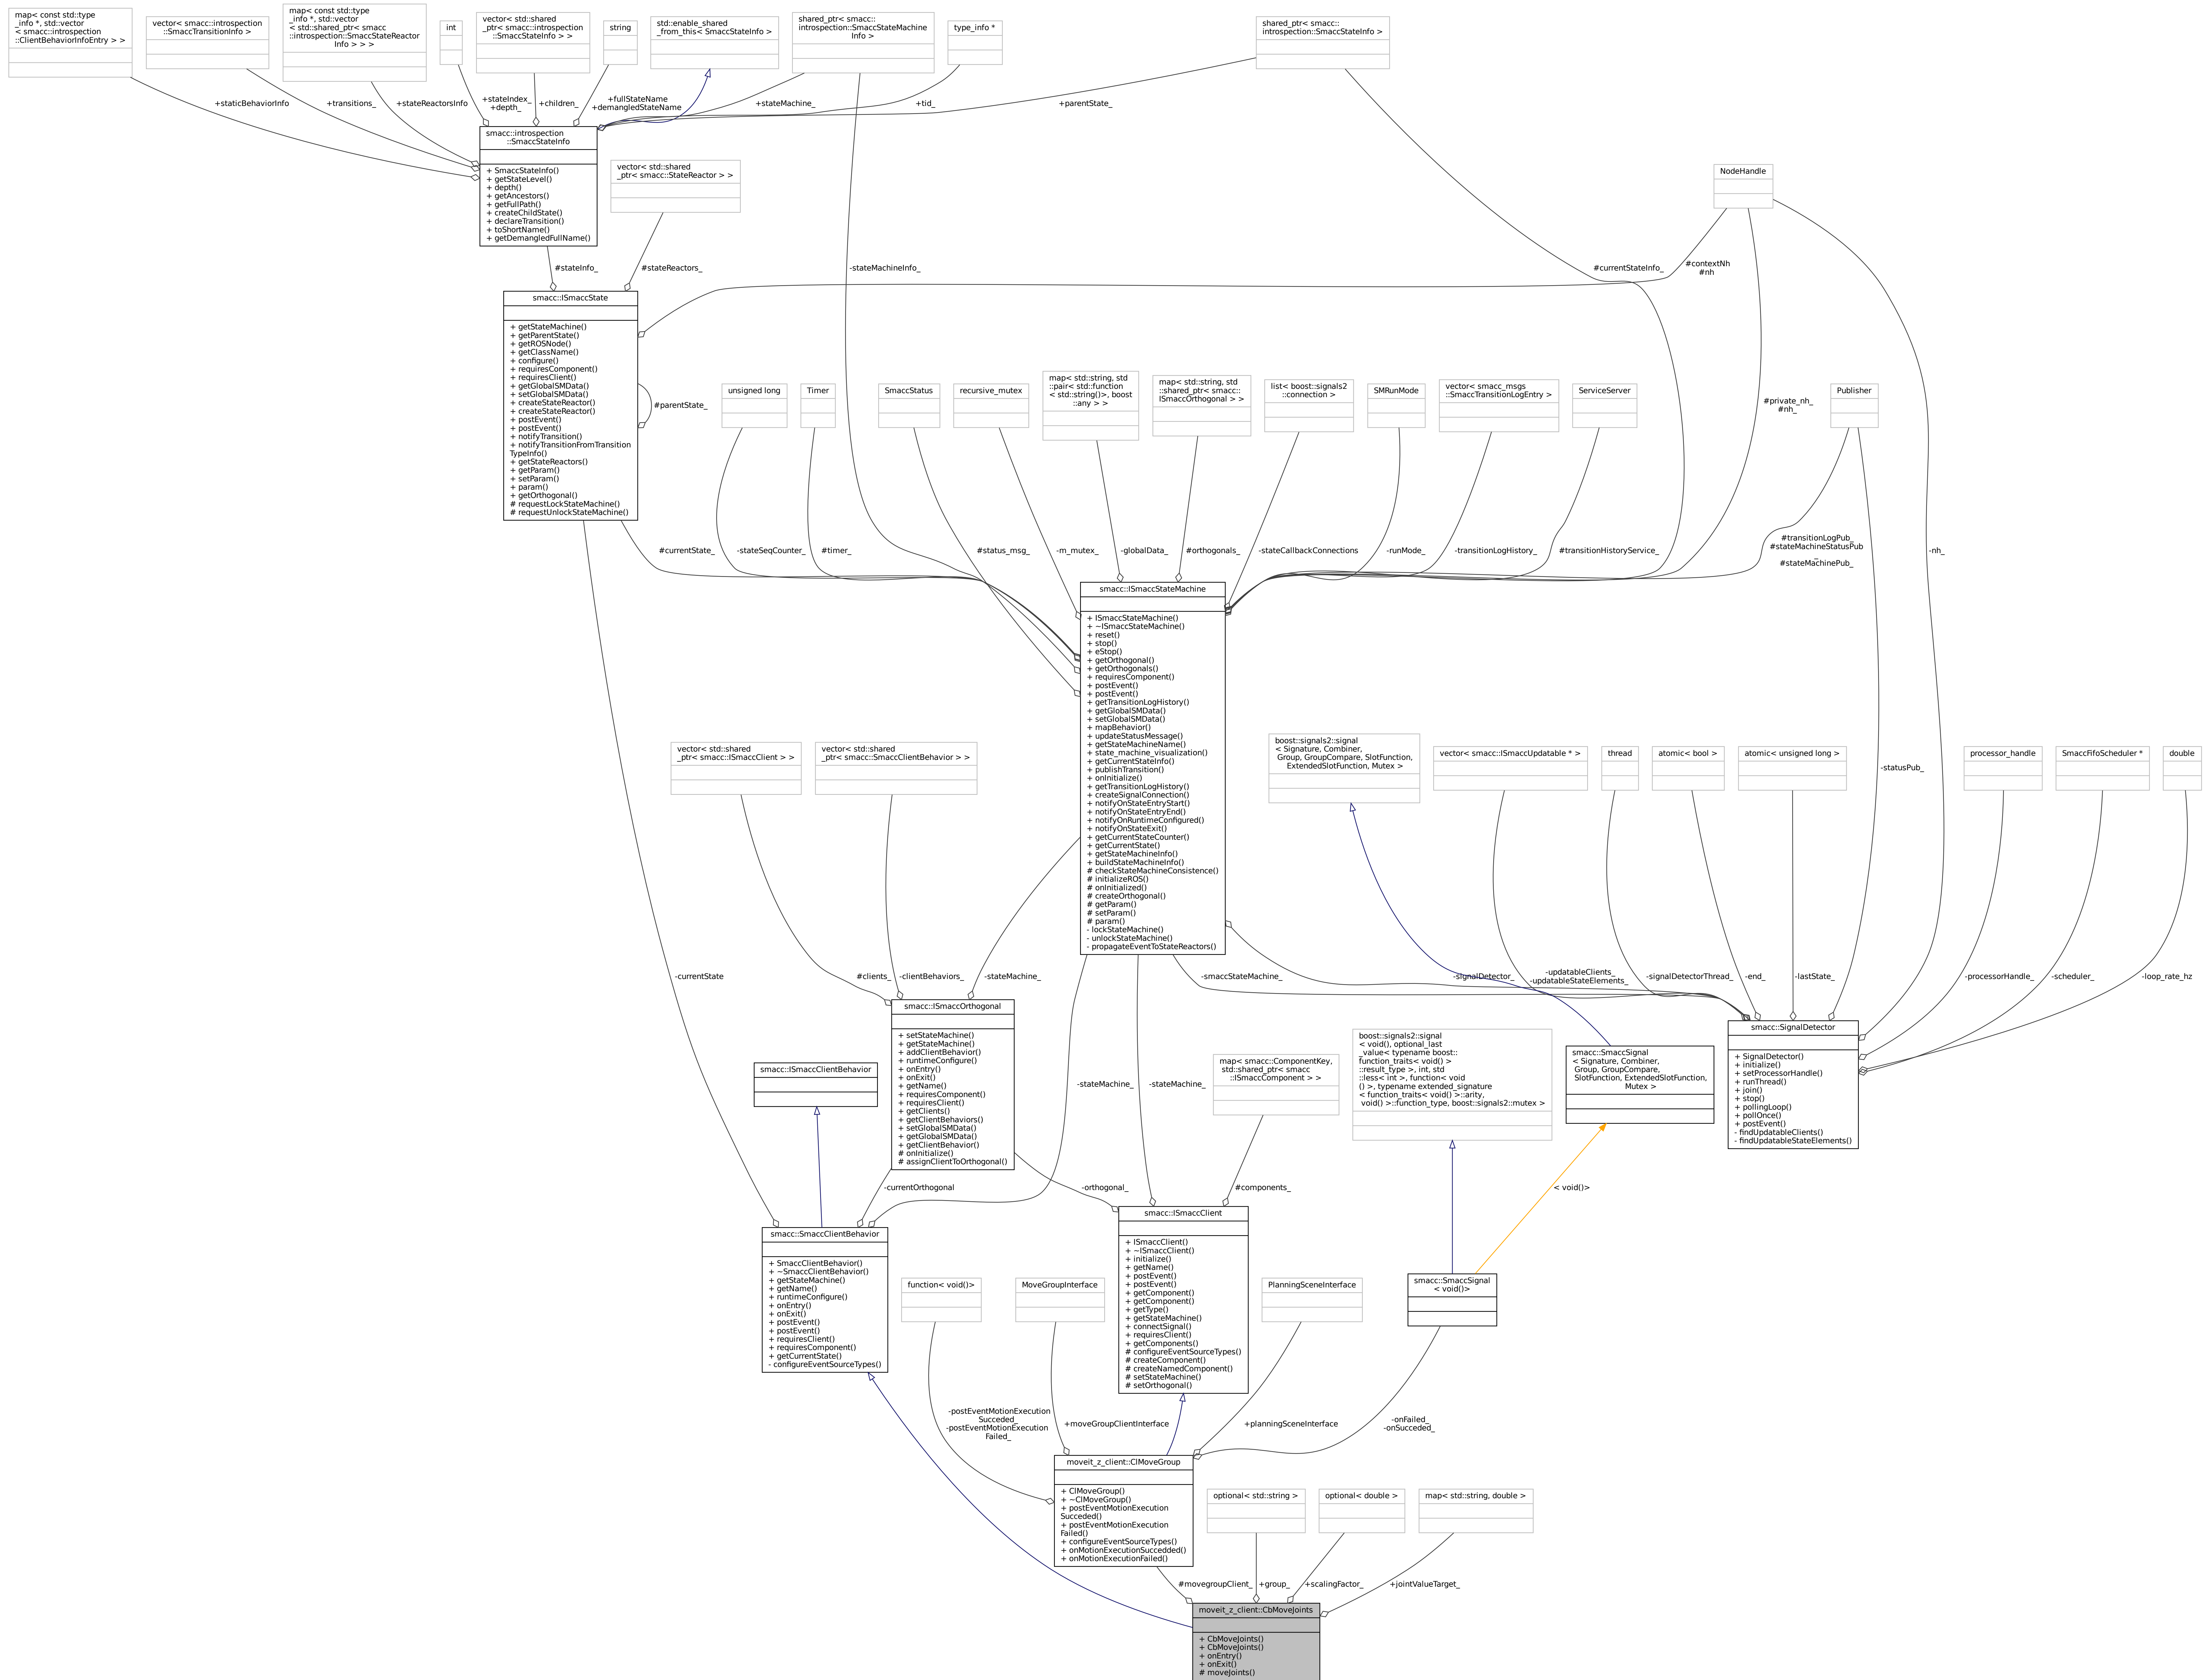 map< const std::type
_info *, std::vector
< smacc::introspection
::ClientBehaviorInfoEntry > >
vector< smacc::introspection
::SmaccTransitionInfo >
map< const std::type
_info *, std::vector
< std::shared_ptr< smacc
::introspection::SmaccStateReactor
Info > > >
int
vector< std::shared
_ptr< smacc::introspection
::SmaccStateInfo > >
string
std::enable_shared
_from_this< SmaccStateInfo >
shared_ptr< smacc::
introspection::SmaccStateMachine
Info >
type_info *
shared_ptr< smacc::
introspection::SmaccStateInfo >
+staticBehaviorInfo
+transitions_
+stateReactorsInfo
+stateIndex_
+depth_
+children_
+fullStateName
+demangledStateName
+stateMachine_
+tid_
+parentState_
smacc::introspection
::SmaccStateInfo
+ SmaccStateInfo()
+ getStateLevel()
+ depth()
+ getAncestors()
+ getFullPath()
+ createChildState()
+ declareTransition()
+ toShortName()
+ getDemangledFullName()
vector< std::shared
_ptr< smacc::StateReactor > >
NodeHandle
#stateInfo_
#stateReactors_
-stateMachineInfo_
#currentStateInfo_
#contextNh
#nh
smacc::ISmaccState
+ getStateMachine()
+ getParentState()
+ getROSNode()
+ getClassName()
+ configure()
+ requiresComponent()
+ requiresClient()
+ getGlobalSMData()
+ setGlobalSMData()
+ createStateReactor()
+ createStateReactor()
+ postEvent()
+ postEvent()
+ notifyTransition()
+ notifyTransitionFromTransition
TypeInfo()
+ getStateReactors()
+ getParam()
+ setParam()
+ param()
+ getOrthogonal()
# requestLockStateMachine()
# requestUnlockStateMachine()
#parentState_
unsigned long
Timer
SmaccStatus
recursive_mutex
map< std::string, std
::pair< std::function
< std::string()>, boost
::any > >
map< std::string, std
::shared_ptr< smacc::
ISmaccOrthogonal > >
list< boost::signals2
::connection >
SMRunMode
vector< smacc_msgs
::SmaccTransitionLogEntry >
ServiceServer
#private_nh_
#nh_
Publisher
#currentState_
-stateSeqCounter_
#timer_
#status_msg_
-m_mutex_
-globalData_
#orthogonals_
-stateCallbackConnections
-runMode_
-transitionLogHistory_
#transitionHistoryService_
#transitionLogPub_
#stateMachineStatusPub
_
#stateMachinePub_
-nh_
smacc::ISmaccStateMachine
+ ISmaccStateMachine()
+ ~ISmaccStateMachine()
+ reset()
+ stop()
+ eStop()
+ getOrthogonal()
+ getOrthogonals()
+ requiresComponent()
+ postEvent()
+ postEvent()
+ getTransitionLogHistory()
+ getGlobalSMData()
+ setGlobalSMData()
+ mapBehavior()
+ updateStatusMessage()
+ getStateMachineName()
+ state_machine_visualization()
+ getCurrentStateInfo()
+ publishTransition()
+ onInitialize()
+ getTransitionLogHistory()
+ createSignalConnection()
+ notifyOnStateEntryStart()
+ notifyOnStateEntryEnd()
+ notifyOnRuntimeConfigured()
+ notifyOnStateExit()
+ getCurrentStateCounter()
+ getCurrentState()
+ getStateMachineInfo()
+ buildStateMachineInfo()
# checkStateMachineConsistence()
# initializeROS()
# onInitialized()
# createOrthogonal()
# getParam()
# setParam()
# param()
- lockStateMachine()
- unlockStateMachine()
- propagateEventToStateReactors()
vector< std::shared
_ptr< smacc::ISmaccClient > >
vector< std::shared
_ptr< smacc::SmaccClientBehavior > >
boost::signals2::signal
< Signature, Combiner,
Group, GroupCompare, SlotFunction,
ExtendedSlotFunction, Mutex >
vector< smacc::ISmaccUpdatable * >
thread
atomic< bool >
atomic< unsigned long >
-statusPub_
processor_handle
SmaccFifoScheduler *
double
-currentState
#clients_
-clientBehaviors_
-stateMachine_
-smaccStateMachine_
-signalDetector_
-updatableClients_
-updatableStateElements_
-signalDetectorThread_
-end_
-lastState_
-processorHandle_
-scheduler_
-loop_rate_hz
smacc::ISmaccOrthogonal
+ setStateMachine()
+ getStateMachine()
+ addClientBehavior()
+ runtimeConfigure()
+ onEntry()
+ onExit()
+ getName()
+ requiresComponent()
+ requiresClient()
+ getClients()
+ getClientBehaviors()
+ setGlobalSMData()
+ getGlobalSMData()
+ getClientBehavior()
# onInitialize()
# assignClientToOrthogonal()
smacc::ISmaccClientBehavior
-stateMachine_
-stateMachine_
map< smacc::ComponentKey,
std::shared_ptr< smacc
::ISmaccComponent > >
boost::signals2::signal
< void(), optional_last
_value< typename boost::
function_traits< void() >
::result_type >, int, std
::less< int >, function< void
() >, typename extended_signature
< function_traits< void() >::arity,
void() >::function_type, boost::signals2::mutex >
smacc::SmaccSignal
< Signature, Combiner,
Group, GroupCompare,
SlotFunction, ExtendedSlotFunction,
Mutex >
smacc::SignalDetector
+ SignalDetector()
+ initialize()
+ setProcessorHandle()
+ runThread()
+ join()
+ stop()
+ pollingLoop()
+ pollOnce()
+ postEvent()
- findUpdatableClients()
- findUpdatableStateElements()
-currentOrthogonal
-orthogonal_
#components_
< void()>
smacc::SmaccClientBehavior
+ SmaccClientBehavior()
+ ~SmaccClientBehavior()
+ getStateMachine()
+ getName()
+ runtimeConfigure()
+ onEntry()
+ onExit()
+ postEvent()
+ postEvent()
+ requiresClient()
+ requiresComponent()
+ getCurrentState()
- configureEventSourceTypes()
function< void()>
MoveGroupInterface
smacc::ISmaccClient
+ ISmaccClient()
+ ~ISmaccClient()
+ initialize()
+ getName()
+ postEvent()
+ postEvent()
+ getComponent()
+ getComponent()
+ getType()
+ getStateMachine()
+ connectSignal()
+ requiresClient()
+ getComponents()
# configureEventSourceTypes()
# createComponent()
# createNamedComponent()
# setStateMachine()
# setOrthogonal()
PlanningSceneInterface
smacc::SmaccSignal
< void()>
-postEventMotionExecution
Succeded_
-postEventMotionExecution
Failed_
+moveGroupClientInterface
+planningSceneInterface
-onFailed_
-onSucceded_
moveit_z_client::ClMoveGroup
+ ClMoveGroup()
+ ~ClMoveGroup()
+ postEventMotionExecution
Succeded()
+ postEventMotionExecution
Failed()
+ configureEventSourceTypes()
+ onMotionExecutionSuccedded()
+ onMotionExecutionFailed()
optional< std::string >
optional< double >
map< std::string, double >
#movegroupClient_
+group_
+scalingFactor_
+jointValueTarget_
moveit_z_client::CbMoveJoints
+ CbMoveJoints()
+ CbMoveJoints()
+ onEntry()
+ onExit()
# moveJoints()